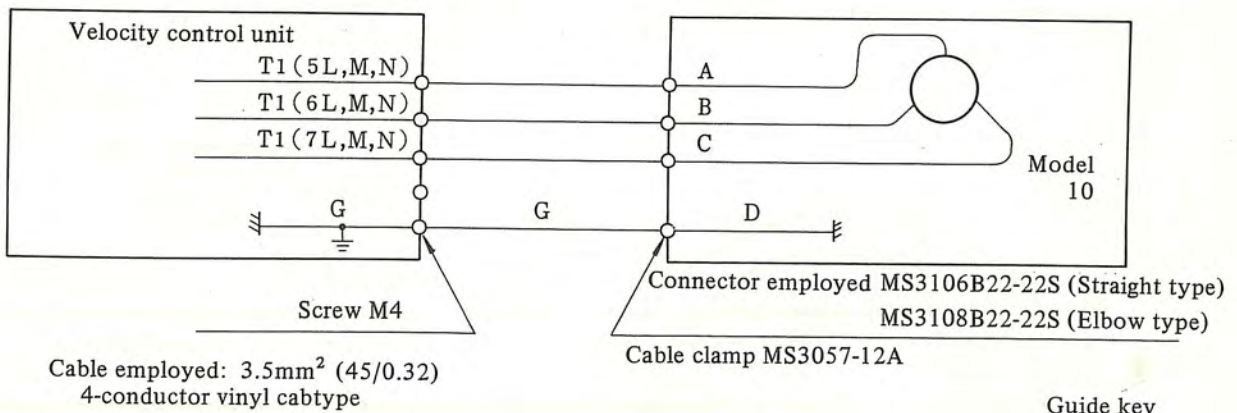 Velocity control unit
T1(5L,M,N)
T1(6L,M,N)
T1(7L,M,N)
G
G
A
B
C
D
Model
10
Screw M4
Connector employed MS3106B22-22S (Straight type)
MS3108B22-22S (Elbow type)
Cable clamp MS3057-12A
Cable employed: 3.5mm² (45/0.32)
4-conductor vinyl cabtype
Guide key